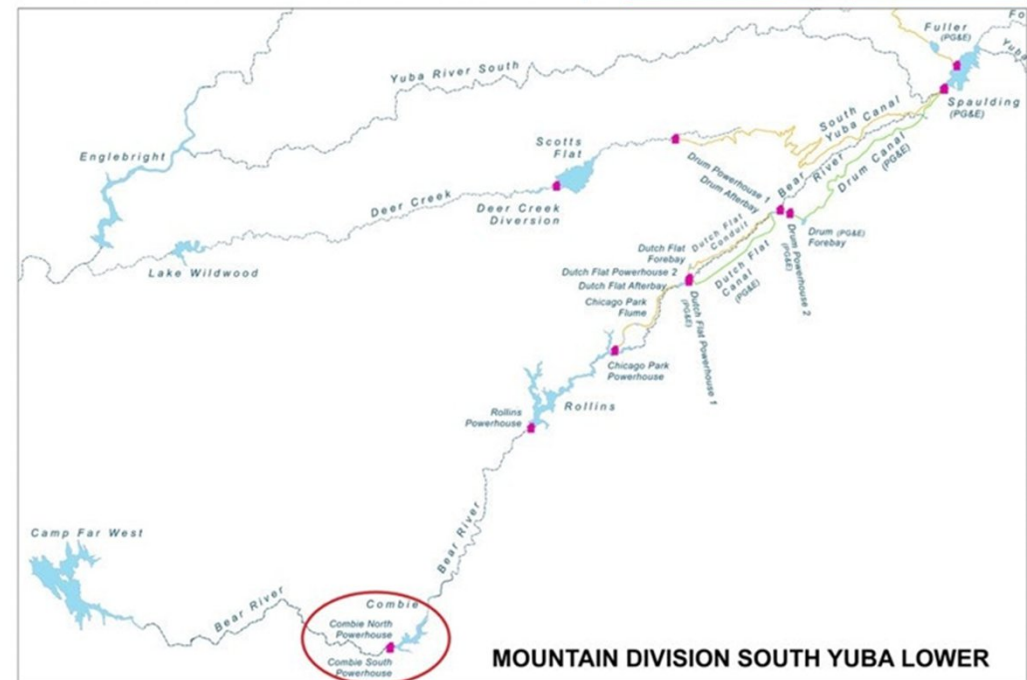 Fo
Fuller
(PG&E)
Yuba
Spaulding
(PG&E)
Yuba River South
South
Yuba Canal
Englebright
Scotts
Flat
Drum Powerhouse 1
Drum Afterbay
Bear
River
Drum Canal
(PG&E)
Deer Creek
Deer Creek
Diversion
Drum (PG&E)
Forebay
Dutch Flat
Conduit
Drum Powerhouse 2
(PG&E)
Lake Wildwood
Dutch Flat
Forebay
Dutch Flat
Canal
(PG&E)
Dutch Flat Powerhouse 2
Dutch Flat Afterbay
Chicago Park
Flume
Dutch Flat Powerhouse 1
(PG&E)
Chicago Park
Powerhouse
Rollins
Rollins
Powerhouse
Bear River
Camp Far West
Bear River
Combie
Combie North
Powerhouse
Combie South
Powerhouse
MOUNTAIN DIVISION SOUTH YUBA LOWER